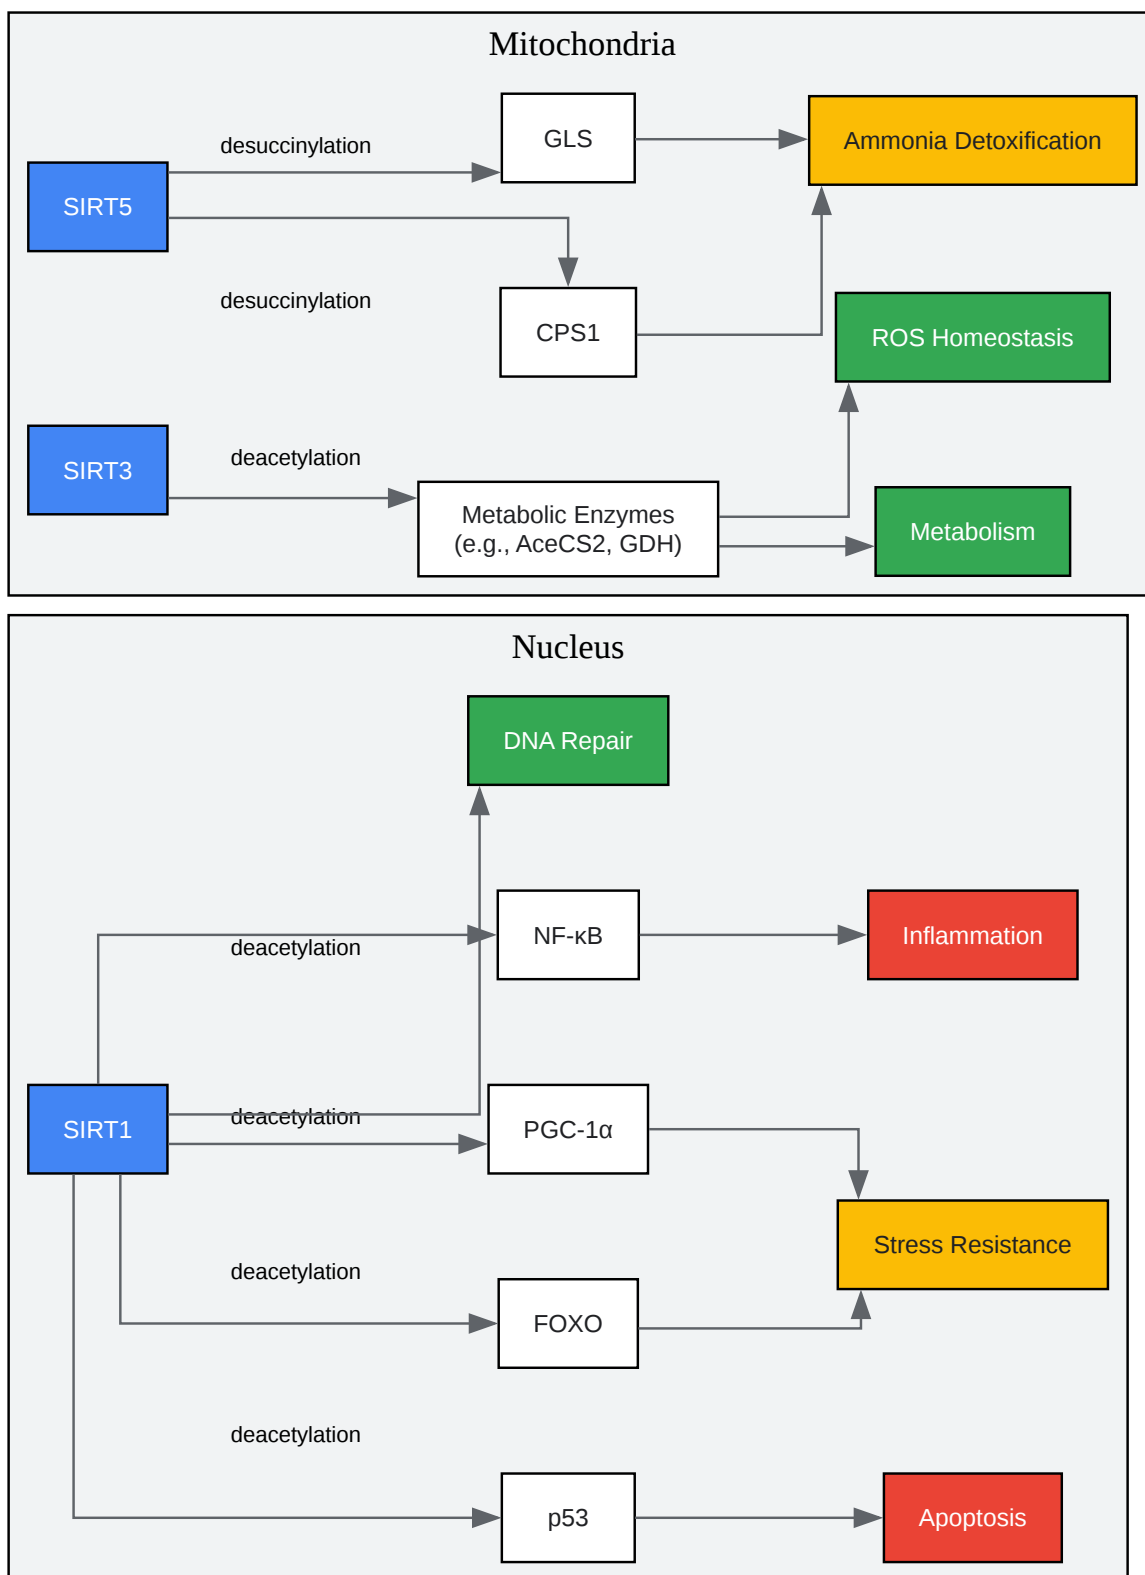 Mitochondria
desuccinylation
GLS
Ammonia Detoxification
SIRT5
desuccinylation
CPS1
ROS Homeostasis
SIRT3
deacetylation
Metabolic Enzymes
(e.g., AceCS2, GDH)
Metabolism
Nucleus
DNA Repair
deacetylation
NF-κB
Inflammation
SIRT1
deacetylation
PGC-1α
Stress Resistance
deacetylation
FOXO
deacetylation
p53
Apoptosis